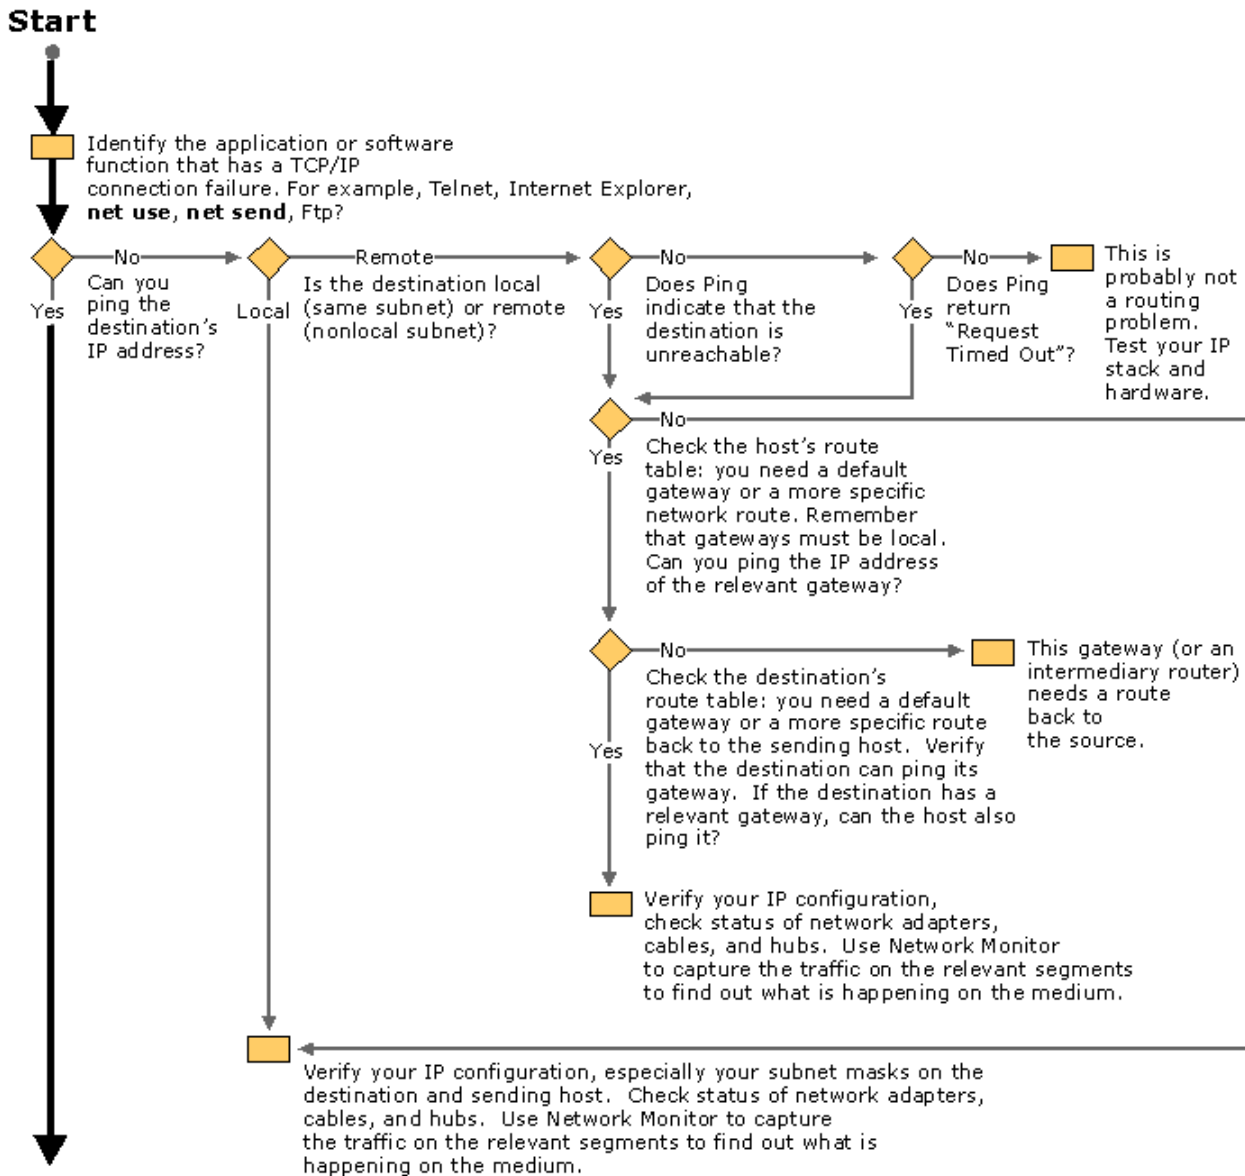 Start
Identify the application or software
function that has a TCP/IP
connection failure. For example, Telnet, Internet Explorer,
net use, net send, Ftp?
No
Can you
ping the
destination's
IP address?
Yes
Remote
Is the destination local
(same subnet) or remote
(nonlocal subnet)?
Local
No
Does Ping
indicate that the
destination is
unreachable?
Yes
No
Does Ping
return
“Request
Timed Out”?
Yes
This is
probably not
a routing
problem.
Test your IP
stack and
hardware.
No
Check the host's route
table: you need a default
gateway or a more specific
network route. Remember
that gateways must be local.
Can you ping the IP address
of the relevant gateway?
Yes
No
Check the destination's
route table: you need a default
gateway or a more specific route
back to the sending host. Verify
that the destination can ping its
gateway. If the destination has a
relevant gateway, can the host also
ping it?
Yes
This gateway (or an
intermediary router)
needs a route
back to
the source.
Verify your IP configuration,
check status of network adapters,
cables, and hubs. Use Network Monitor
to capture the traffic on the relevant segments
to find out what is happening on the medium.
Verify your IP configuration, especially your subnet masks on the
destination and sending host. Check status of network adapters,
cables, and hubs. Use Network Monitor to capture
the traffic on the relevant segments to find out what is
happening on the medium.